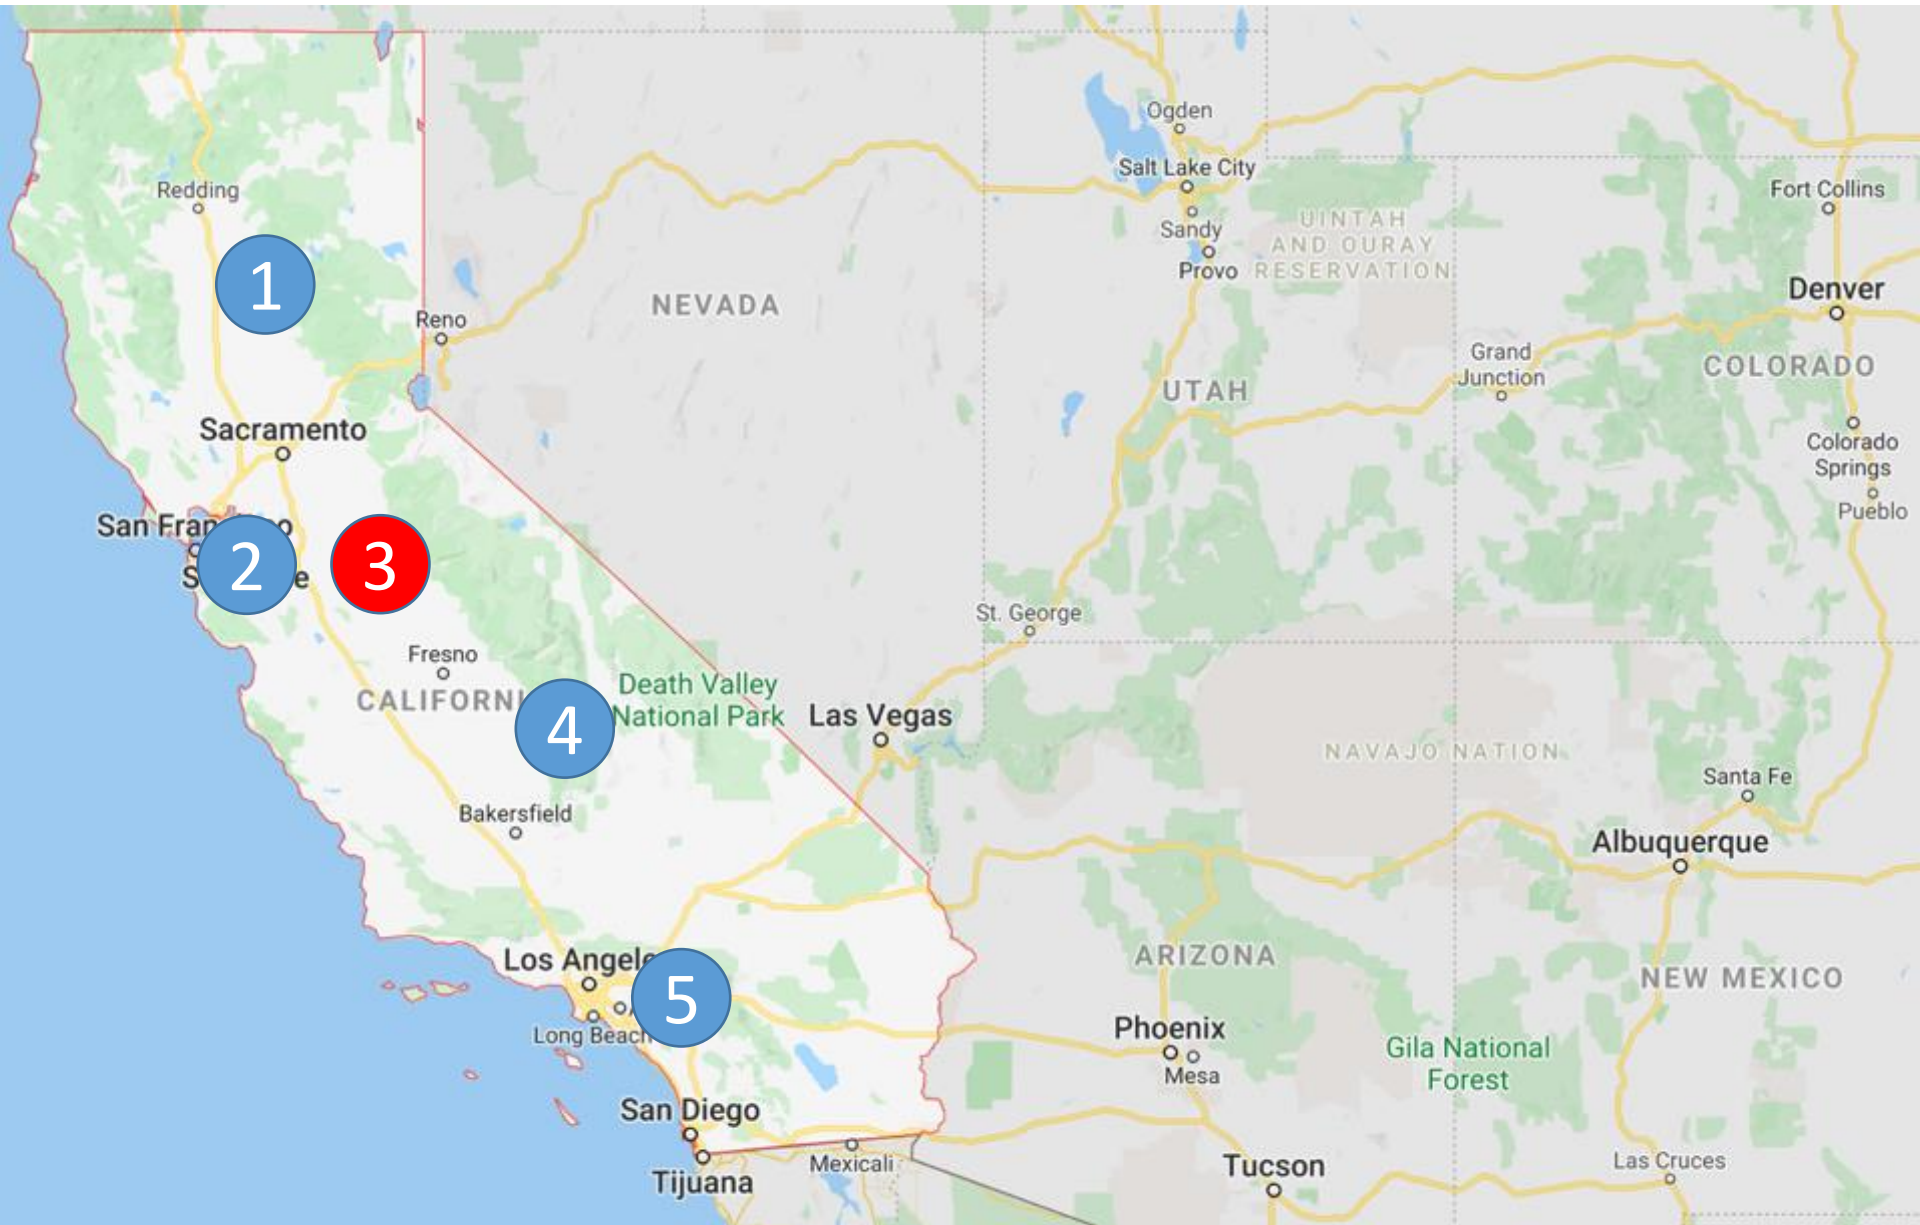 Ogden
Salt Lake City
Redding
Fort Collins
UINTAH
Sandy
AND OURAY
Provo
RESERVATION
1
Denver
NEVADA
Reno
Grand
Junction
COLORADO
UTAH
Sacramento
Colorado
Springs
Pueblo
San Fran
o
2
3
S
e
St. George
Fresno
Death Valley
National Park
CALIFORNI
4
Las Vegas
NAVAJO NATION
Santa Fe
Bakersfield
Albuquerque
Los Angele
ARIZONA
NEW MEXICO
5
Long Beach
Phoenix
Gila National
Forest
Mesa
San Diego
Mexicali
Tijuana
Tucson
Las Cruces